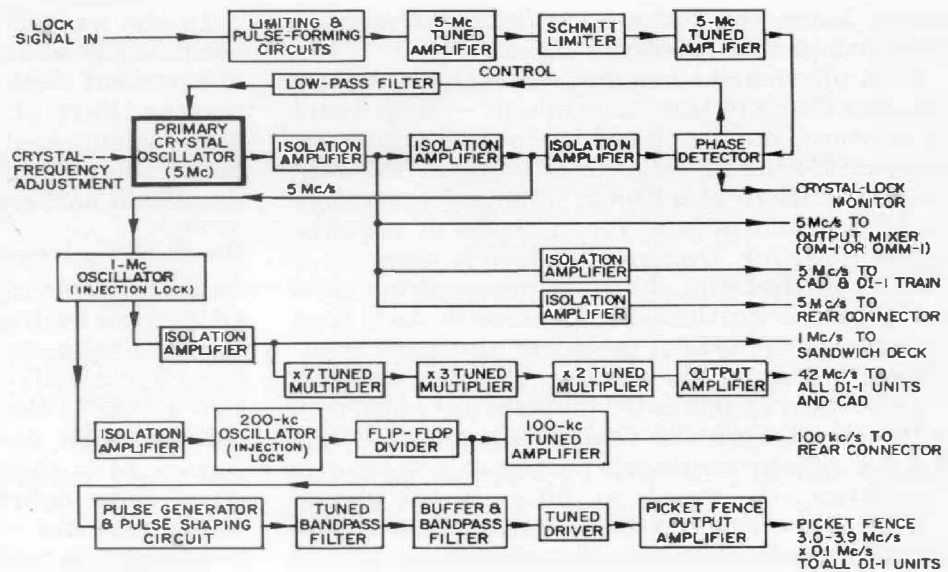 LOCK
SIGNAL IN
LIMITING
PULSE-FORMING
CIRCUITS
5-Mc
TUNED
AMPLIFIER
SCHMITT
LIMITER
5-Mc
TUNED
AMPLIFIER
LOW-PASS FILTER
CONTROL
PRIMARY
CRYSTAL
OSCILLATOR
(5 Mc)
CRYSTAL-
FREQUENCY
ADJUSTMENT
ISOLATION
AMPLIFIER
ISOLATION
AMPLIFIER
ISOLATION
AMPLIFIER
PHASE
DETECTOR
5 Mc/s
CRYSTAL-LOCK
MONITOR
5 Mc/s TO
OUTPUT MIXER
(OM-1 OR OMM-1)
1-Mc
OSCILLATOR
(INJECTION LOCK)
ISOLATION
AMPLIFIER
5 Mc/s TO
CAD & DI-1 TRAIN
ISOLATION
AMPLIFIER
5 Mc/s TO
REAR CONNECTOR
ISOLATION
AMPLIFIER
1 Mc/s TO
SANDWICH DECK
x 7 TUNED
MULTIPLIER
x 3 TUNED
MULTIPLIER
x 2 TUNED
MULTIPLIER
OUTPUT
AMPLIFIER
42 Mc/s TO
ALL DI-1 UNITS
AND CAD
ISOLATION
AMPLIFIER
200-kc
OSCILLATOR
(INJECTION)
LOCK
FLIP-FLOP
DIVIDER
100-kc
TUNED
AMPLIFIER
100 kc/s TO
REAR CONNECTOR
PULSE GENERATOR
& PULSE SHAPING
CIRCUIT
TUNED
BANDPASS
FILTER
BUFFER &
BANDPASS
FILTER
TUNED
DRIVER
PICKET FENCE
OUTPUT
AMPLIFIER
PICKET FENCE
3.0-3.9 Mc/s
x 0.1 Mc/s
TO ALL DI-1 UNITS